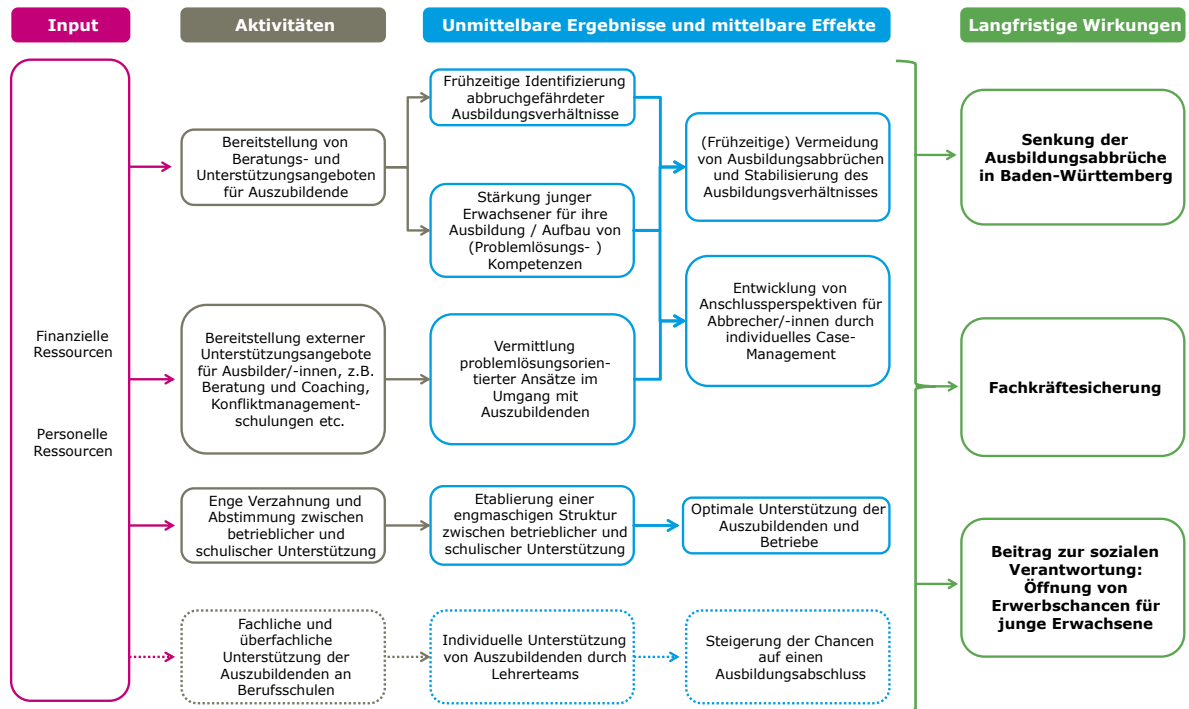 Input
Aktivitäten
Unmittelbare Ergebnisse und mittelbare Effekte
Langfristige Wirkungen
Finanzielle
Ressourcen
Personelle
Ressourcen
Bereitstellung von
Beratungs- und
Unterstützungsangeboten
für Auszubildende
Bereitstellung externer
Unterstützungsangebote
für Ausbilder/-innen, z.B.
Beratung und Coaching,
Konfliktmanagement-
schulungen etc.
Enge Verzahnung und
Abstimmung zwischen
betrieblicher und
schulischer Unterstützung
Fachliche und
überfachliche
Unterstützung der
Auszubildenden an
Berufsschulen
Frühzeitige Identifizierung
abbruchgefährdeter
Ausbildungsverhältnisse
Stärkung junger
Erwachsener für ihre
Ausbildung / Aufbau von
(Problemlösungs- )
Kompetenzen
Vermittlung
problemlösungsorien-
tierter Ansätze im
Umgang mit
Auszubildenden
Etablierung einer
engmaschigen Struktur
zwischen betrieblicher und
schulischer Unterstützung
Individuelle Unterstützung
von Auszubildenden durch
Lehrerteams
(Frühzeitige) Vermeidung
von Ausbildungsabbrüchen
und Stabilisierung des
Ausbildungsverhältnisses
Entwicklung von
Anschlussperspektiven für
Abbrecher/-innen durch
individuelles Case-
Management
Optimale Unterstützung der
Auszubildenden und
Betriebe
Steigerung der Chancen
auf einen
Ausbildungsabschluss
Senkung der
Ausbildungsabbrüche
in Baden-Württemberg
Fachkräftesicherung
Beitrag zur sozialen
Verantwortung:
Öffnung von
Erwerbschancen für
junge Erwachsene